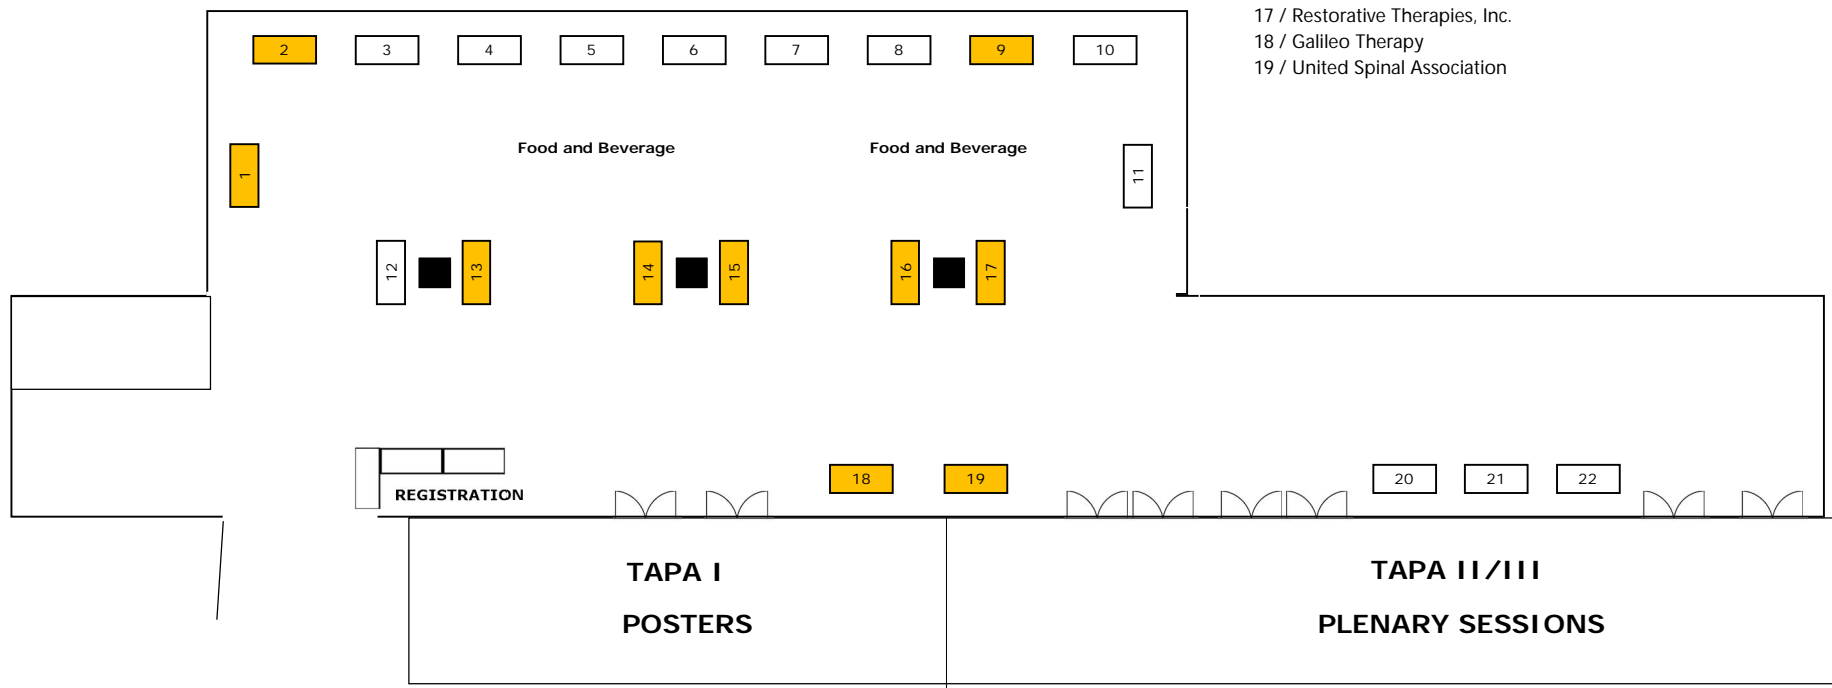 17 / Restorative Therapies, Inc.
18 / Galileo Therapy
19 / United Spinal Association
2 3 4 5 6 7 8 9 10
Food and Beverage Food and Beverage
1 11
12 13 14 15 16 17
18 19 20 21 22
REGISTRATION
TAPA I
POSTERS
TAPA II/III
PLENARY SESSIONS